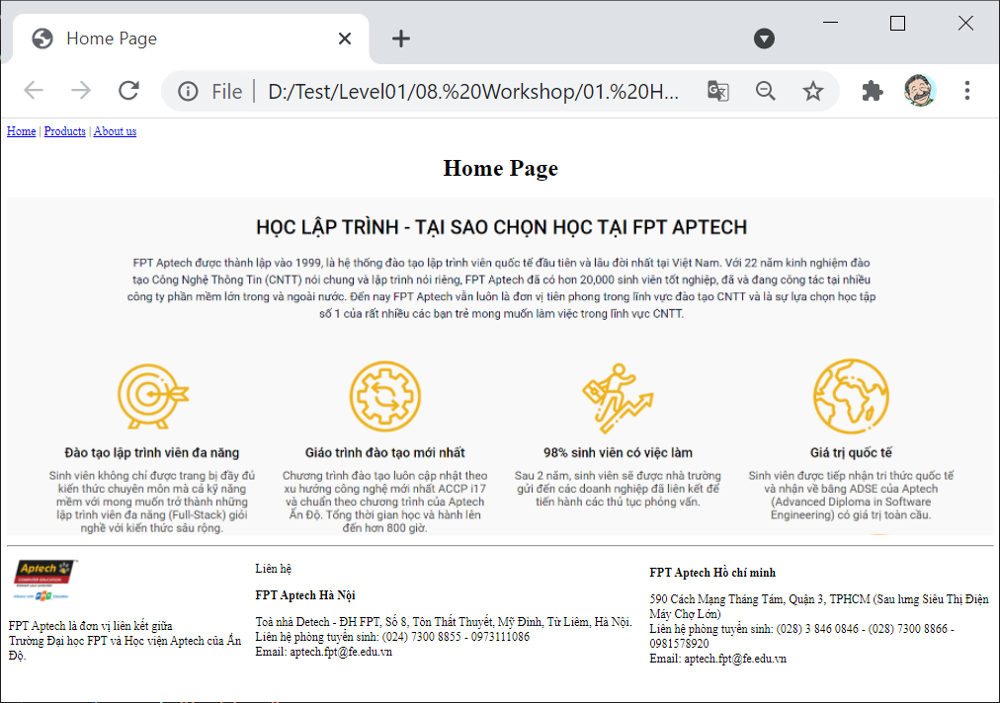 Home Page
File
D:/Test/Level01/08.%20Workshop/01.%20H...
Home | Products | About us
Home Page
HỌC LẬP TRÌNH - TẠI SAO CHỌN HỌC TẠI FPT APTECH
FPT Aptech được thành lập vào 1999, là hệ thống đào tạo lập trình viên quốc tế đầu tiên và lâu đời nhất tại Việt Nam. Với 22 năm kinh nghiệm đào
tạo Công Nghệ Thông Tin (CNTT) nói chung và lập trình nói riêng, FPT Aptech đã có hơn 20,000 sinh viên tốt nghiệp, đã và đang công tác tại nhiều
công ty phần mềm lớn trong và ngoài nước. Đến nay FPT Aptech vẫn luôn là đơn vị tiên phong trong lĩnh vực đào tạo CNTT và là sự lựa chọn học tập
số 1 của rất nhiều các bạn trẻ mong muốn làm việc trong lĩnh vực CNTT.
Đào tạo lập trình viên đa năng
Sinh viên không chỉ được trang bị đầy đủ
kiến thức chuyên môn mà cả kỹ năng
mềm với mong muốn trở thành những
lập trình viên đa năng (Full-Stack) giỏi
nghề với kiến thức sâu rộng.
Giáo trình đào tạo mới nhất
Chương trình đào tạo luôn cập nhật theo
xu hướng công nghệ mới nhất ACCP i17
và chuẩn theo chương trình của Aptech
Ấn Độ. Tổng thời gian học và hành lên
đến hơn 800 giờ.
98% sinh viên có việc làm
Sau 2 năm, sinh viên sẽ được nhà trường
gửi đến các doanh nghiệp đã liên kết để
tiến hành các thủ tục phỏng vấn.
Giá trị quốc tế
Sinh viên được tiếp nhận tri thức quốc tế
và nhận về bằng ADSE của Aptech
(Advanced Diploma in Software
Engineering) có giá trị toàn cầu.
Aptech
COMPUTER EDUCATION
FPT Aptech là đơn vị liên kết giữa
Trường Đại học FPT và Học viện Aptech của Ấn
Độ.
Liên hệ
FPT Aptech Hà Nội
Toà nhà Detech - ĐH FPT, Số 8, Tôn Thất Thuyết, Mỹ Đình, Từ Liêm, Hà Nội.
Liên hệ phòng tuyển sinh: (024) 7300 8855 - 0973111086
Email: aptech.fpt@fe.edu.vn
FPT Aptech Hồ chí minh
590 Cách Mạng Tháng Tám, Quận 3, TPHCM (Sau lưng Siêu Thị Điện
Máy Chợ Lớn)
Liên hệ phòng tuyển sinh: (028) 3 846 0846 - (028) 7300 8866 -
0981578920
Email: aptech.fpt@fe.edu.vn